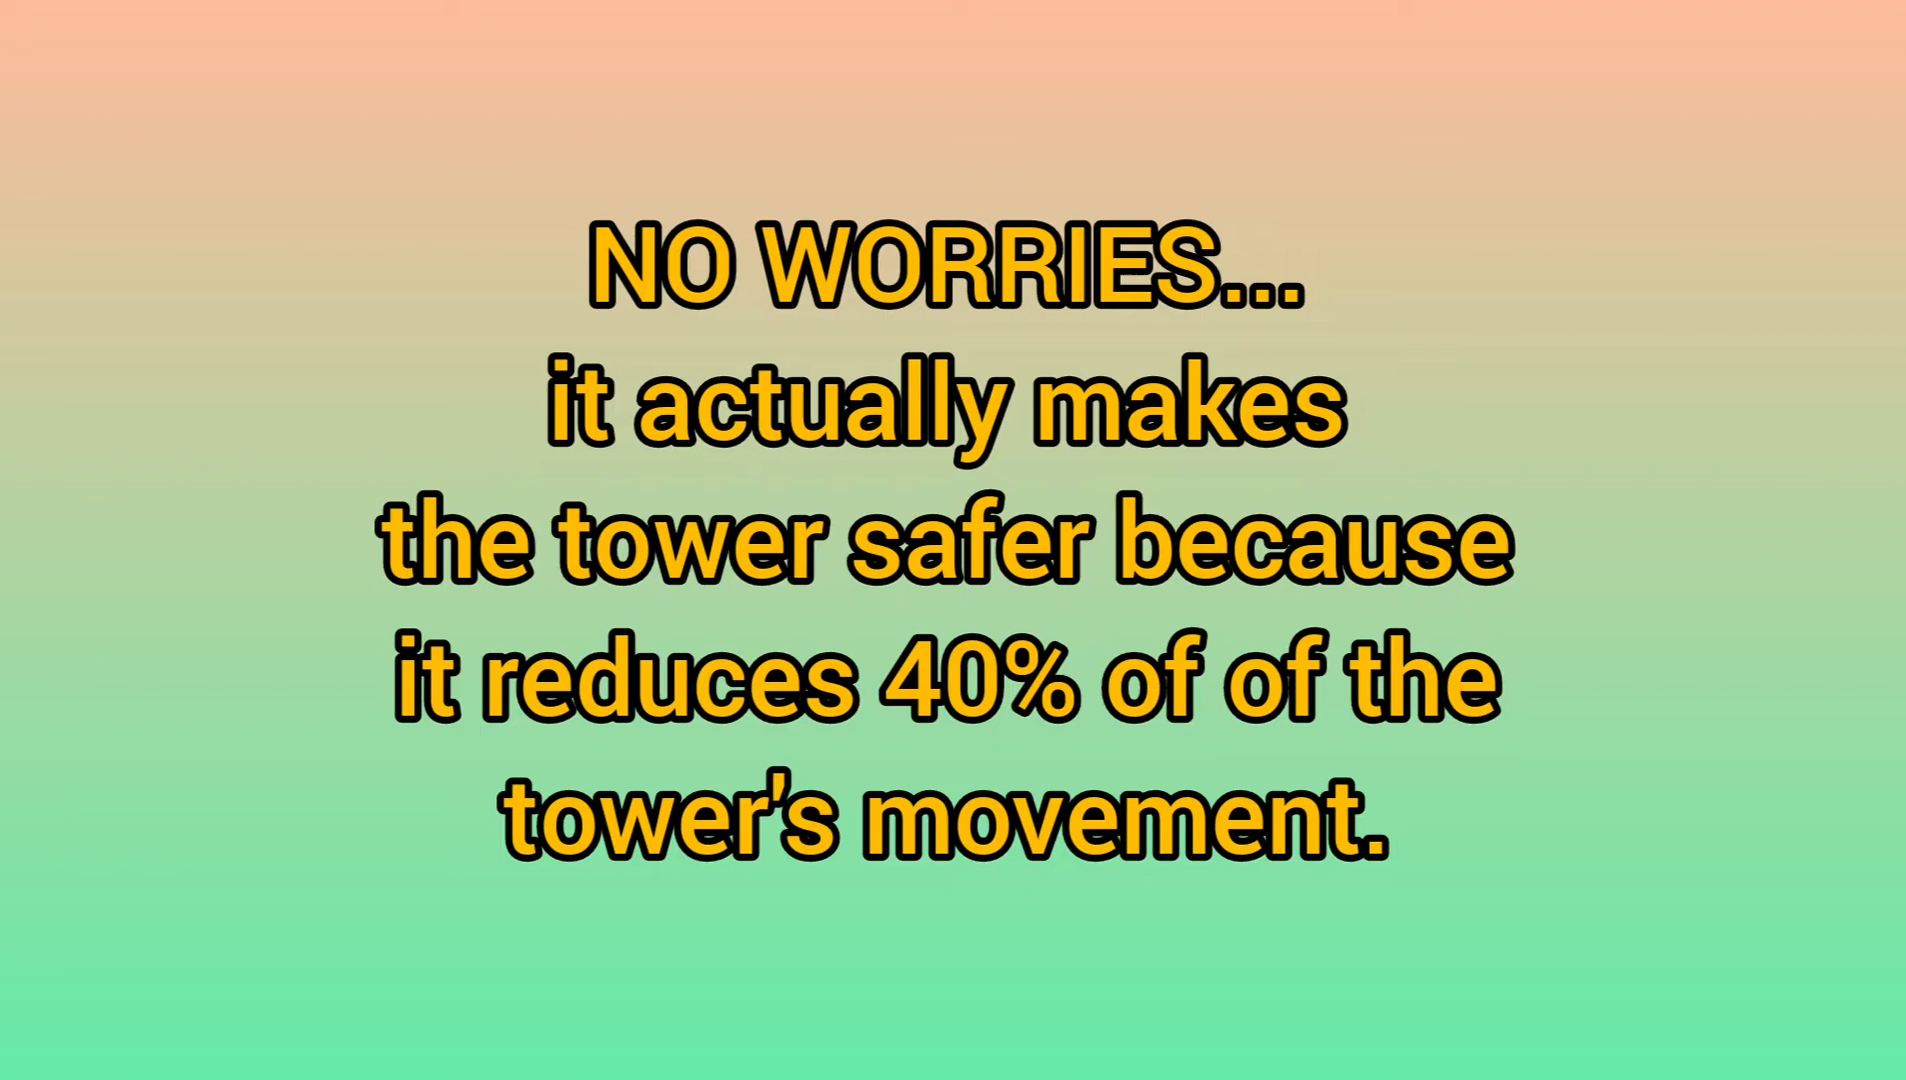 NO WORRIES...
it actually makes
the tower safer because
it reduces 40% of of the
tower's movement.